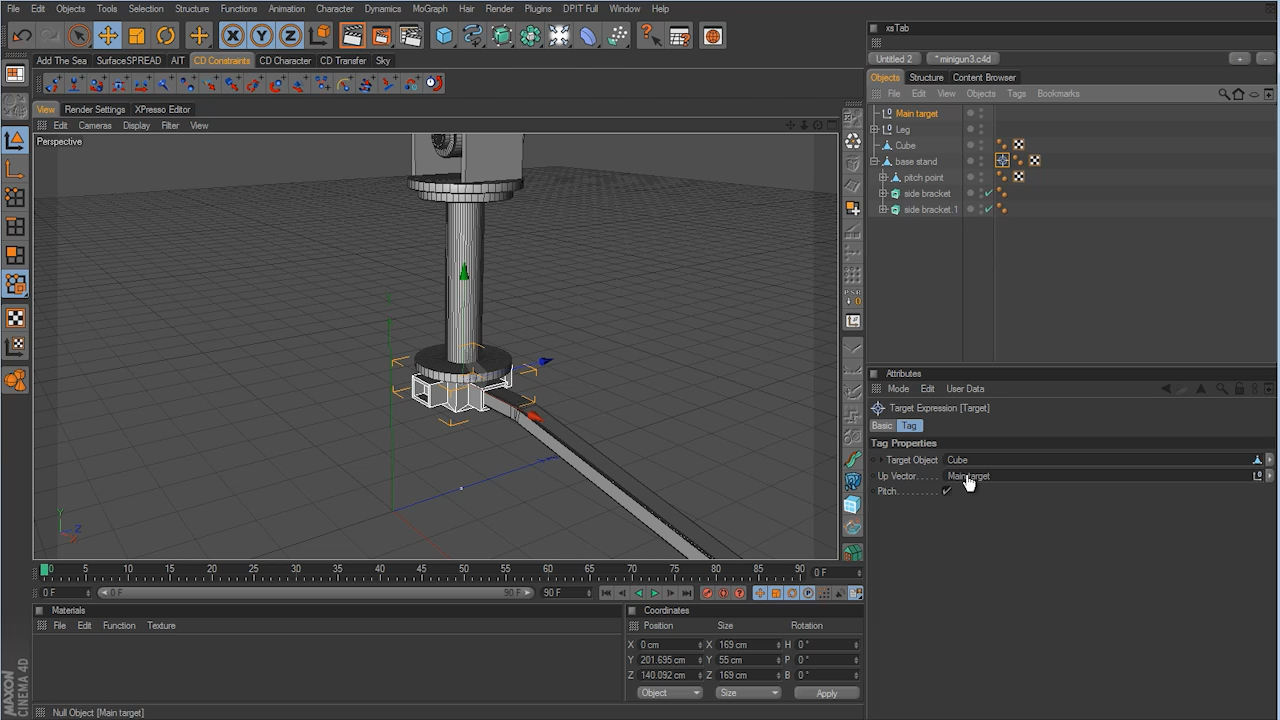 File Edit Objects Tools Selection Structure Functions Animation Character Dynamics MoGraph Hair Render Plugins DPIT Full Window Help
xsTab
Untitled 2 * minigun3.c4d + -
Add The Sea SurfaceSPREAD AIT CD Constraints CD Character CD Transfer Sky
Objects Structure Content Browser
File Edit View Objects Tags Bookmarks
View Render Settings XPresso Editor
Edit Cameras Display Filter View
Perspective
Main target
Leg
Cube
base stand
pitch point
side bracket
side bracket.1
P S R
Attributes
Mode Edit User Data
Target Expression [Target]
Basic Tag
Tag Properties
Target Object Cube
Up Vector..... Main target
Pitch.........
Y
Z
X
0 5 10 15 20 25 30 35 40 45 50 55 60 65 70 75 80 85 90 0 F
0 F 0 F 90 F 90 F
Materials
File Edit Function Texture
Coordinates
Position Size Rotation
X 0 cm X 169 cm H 0 °
Y 201.695 cm Y 55 cm P 0 °
Z 140.092 cm Z 169 cm B 0 °
Object Size Apply
MAXON
CINEMA 4D
Null Object [Main target]